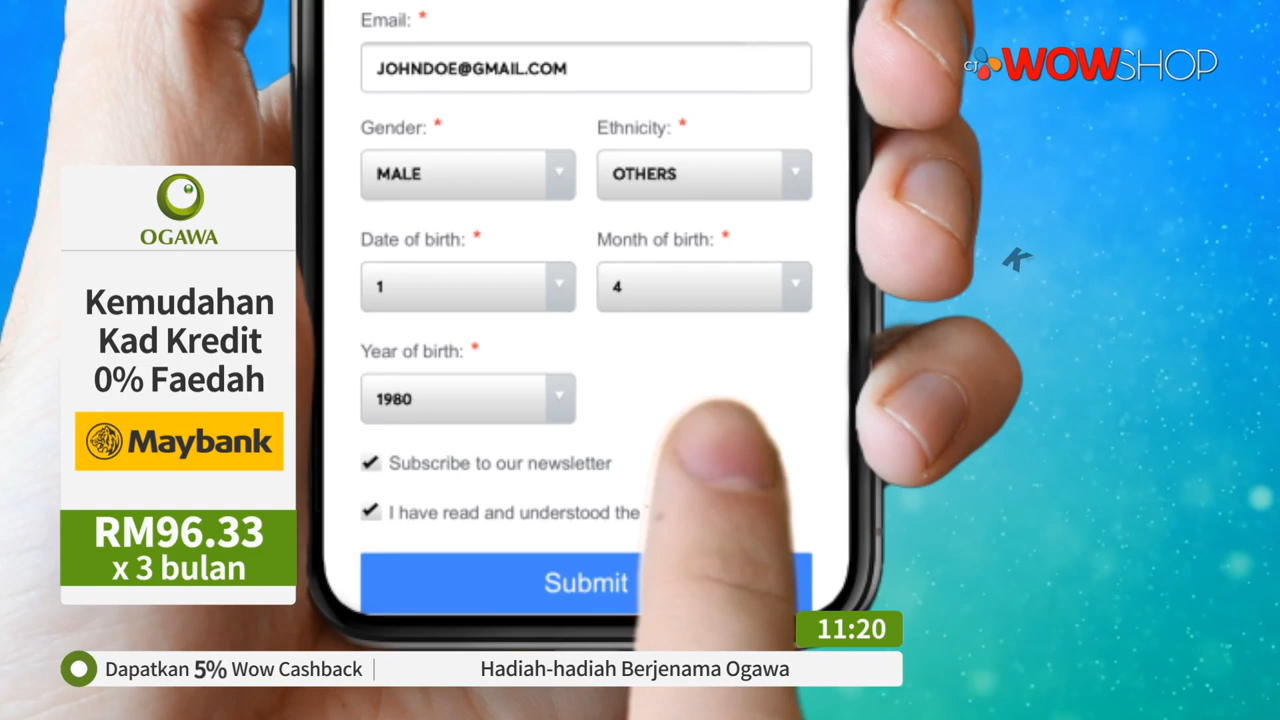 Email: *
JOHNDOE@GMAIL.COM
CJ WOWSHOP
Gender: *
Ethnicity: *
MALE
OTHERS
Date of birth: *
Month of birth: *
1
4
K
Year of birth: *
1980
Subscribe to our newsletter
I have read and understood the
Submit
OGAWA
Kemudahan
Kad Kredit
0% Faedah
Maybank
RM96.33
x 3 bulan
11:20
Dapatkan 5% Wow Cashback
Hadiah-hadiah Berjenama Ogawa